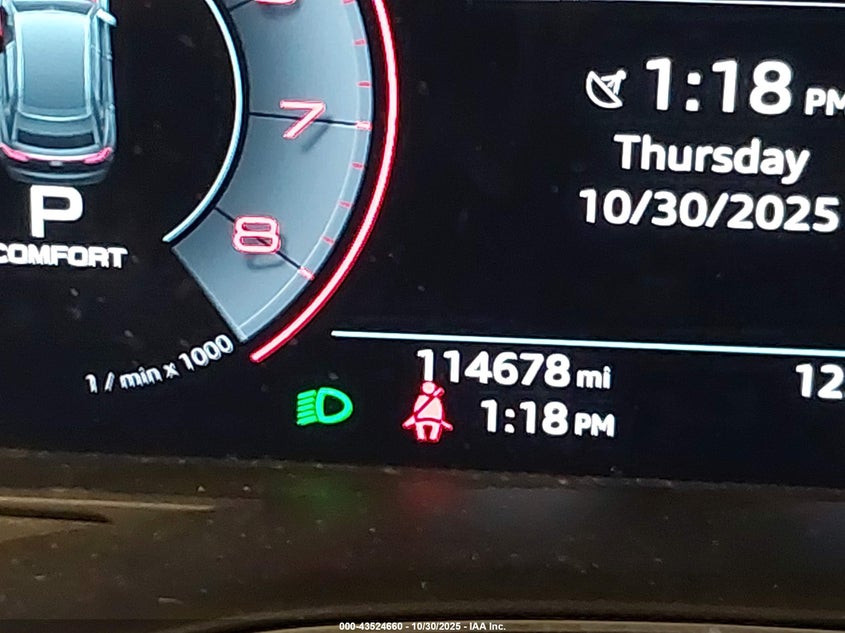 7
8
1:18 PM
Thursday
10/30/2025
P
COMFORT
1 / min x 1000
114678 mi
12
1:18 PM
000-43524660 - 10/30/2025 - IAA Inc.